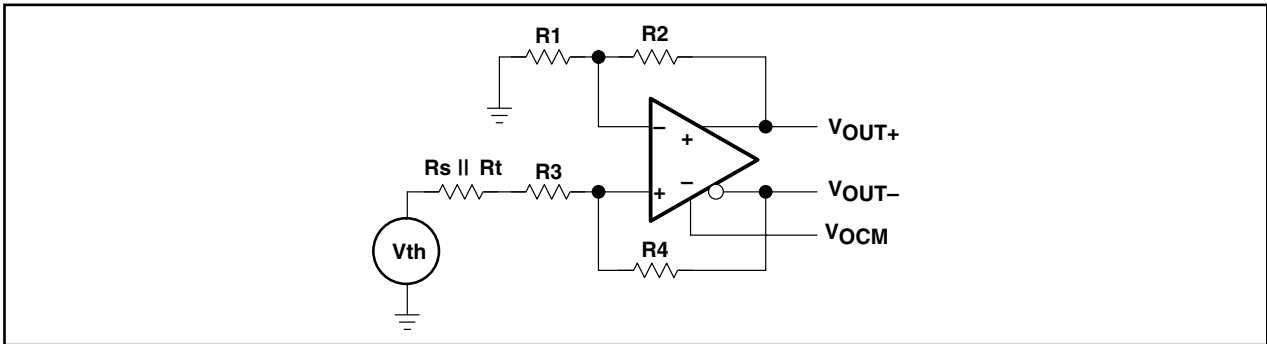 R1
R2
VOUT+
–
+
Rs || Rt
R3
+
–
VOUT–
VOCM
Vth
R4